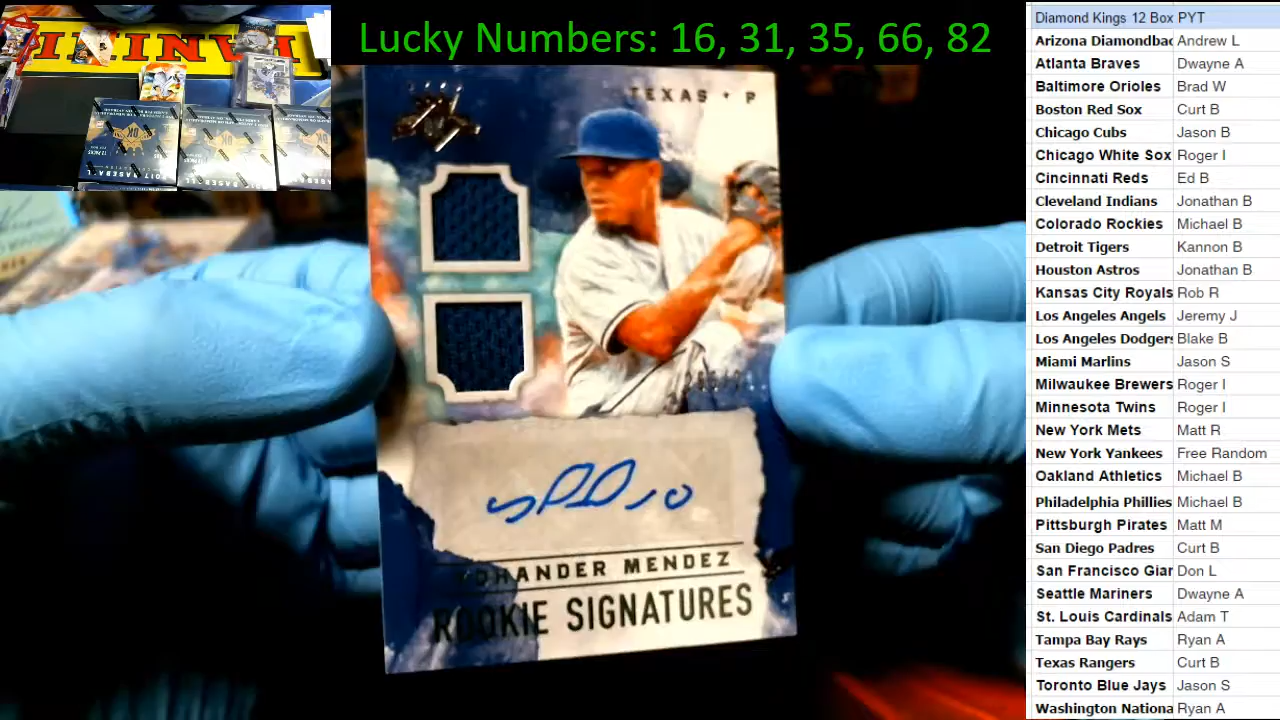 Lucky Numbers: 16, 31, 35, 66, 82
PANINI
TEXAS • P
YOHANDER MENDEZ
ROOKIE SIGNATURES
2017 BASEBALL
BASEBALL
Diamond Kings 12 Box PYT
Arizona Diamondbac Andrew L
Atlanta Braves Dwayne A
Baltimore Orioles Brad W
Boston Red Sox Curt B
Chicago Cubs Jason B
Chicago White Sox Roger I
Cincinnati Reds Ed B
Cleveland Indians Jonathan B
Colorado Rockies Michael B
Detroit Tigers Kannon B
Houston Astros Jonathan B
Kansas City Royals Rob R
Los Angeles Angels Jeremy J
Los Angeles Dodgers Blake B
Miami Marlins Jason S
Milwaukee Brewers Roger I
Minnesota Twins Roger I
New York Mets Matt R
New York Yankees Free Random
Oakland Athletics Michael B
Philadelphia Phillies Michael B
Pittsburgh Pirates Matt M
San Diego Padres Curt B
San Francisco Giar Don L
Seattle Mariners Dwayne A
St. Louis Cardinals Adam T
Tampa Bay Rays Ryan A
Texas Rangers Curt B
Toronto Blue Jays Jason S
Washington Nationa Ryan A